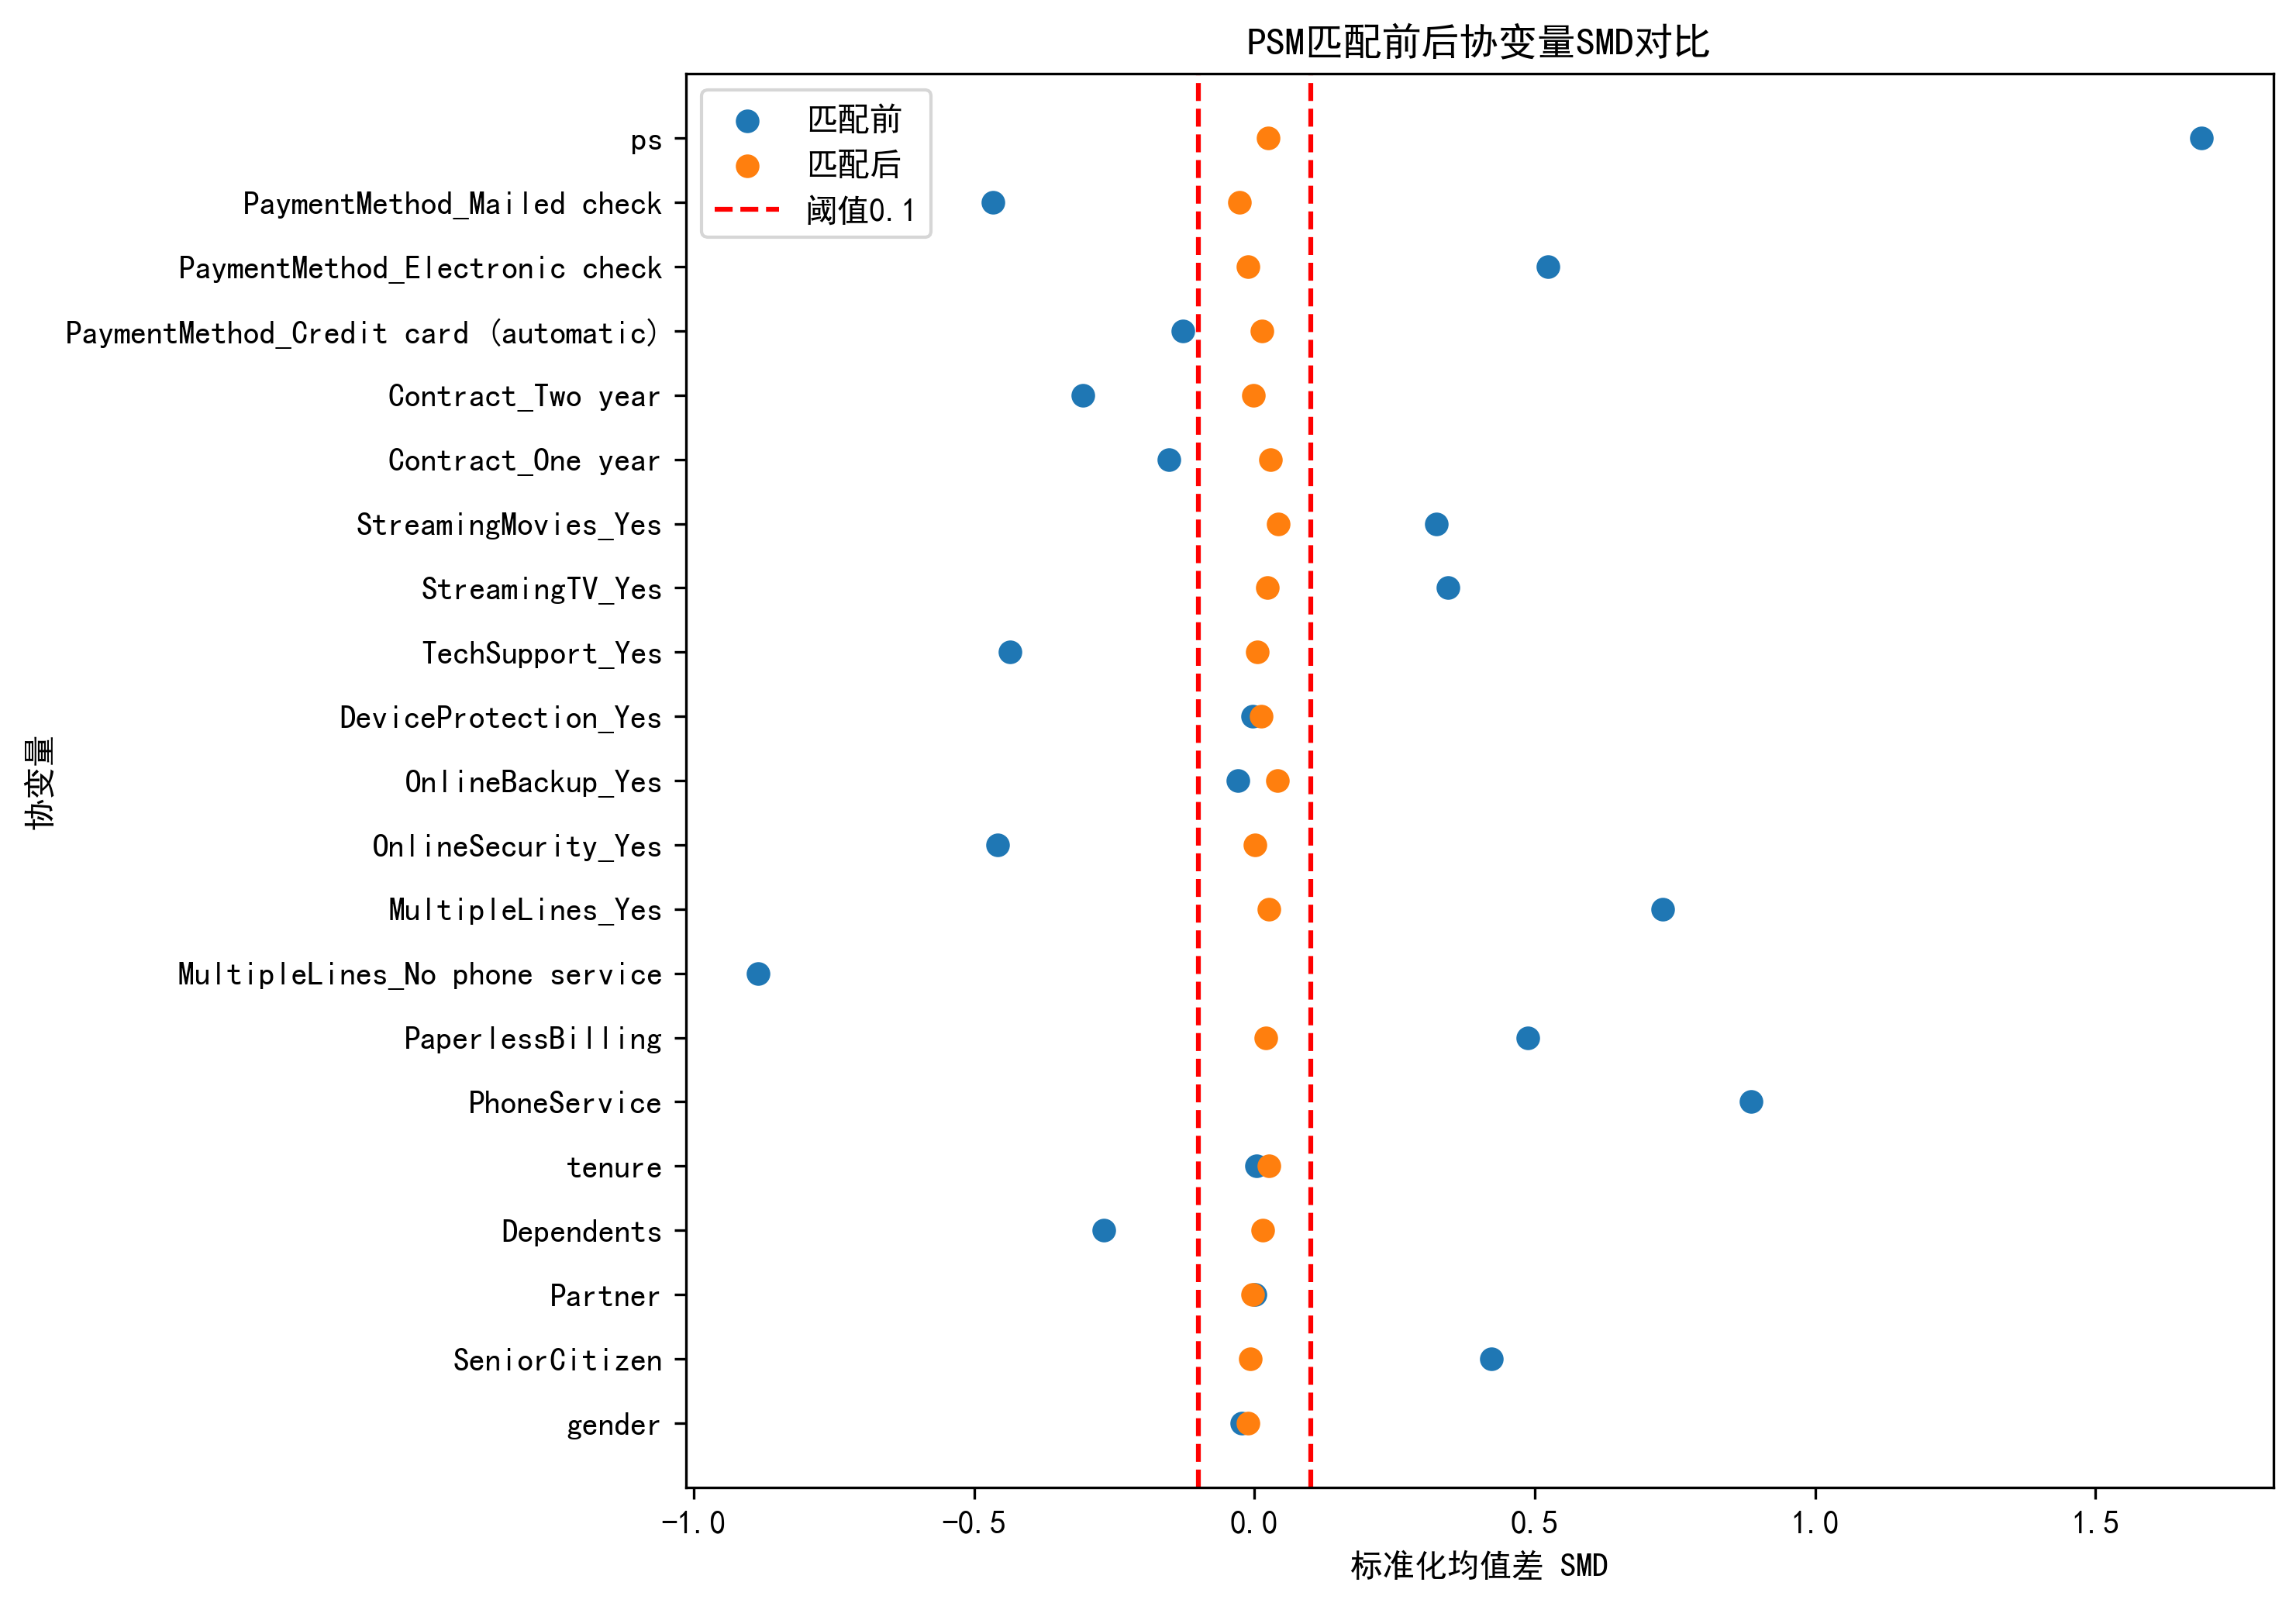 PSM匹配前后协变量SMD对比
匹配前
匹配后
阈值0.1
ps
PaymentMethod_Mailed check
PaymentMethod_Electronic check
PaymentMethod_Credit card (automatic)
Contract_Two year
Contract_One year
StreamingMovies_Yes
StreamingTV_Yes
TechSupport_Yes
DeviceProtection_Yes
OnlineBackup_Yes
OnlineSecurity_Yes
MultipleLines_Yes
MultipleLines_No phone service
PaperlessBilling
PhoneService
tenure
Dependents
Partner
SeniorCitizen
gender
协变量
-1.0 -0.5 0.0 0.5 1.0 1.5
标准化均值差 SMD